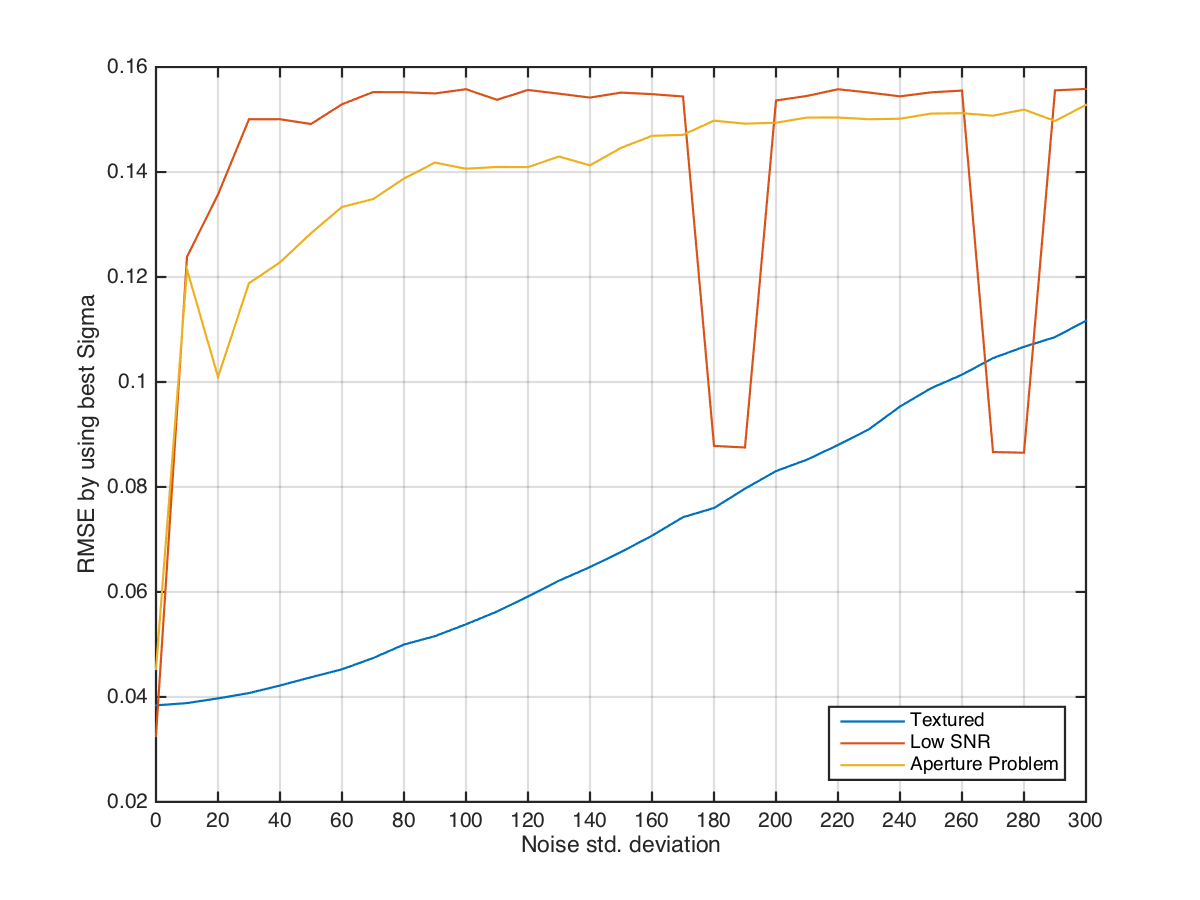 0.16
0.14
0.12
0.1
0.08
0.06
0.04
0.02
RMSE by using best Sigma
Textured
Low SNR
Aperture Problem
0 20 40 60 80 100 120 140 160 180 200 220 240 260 280 300
Noise std. deviation